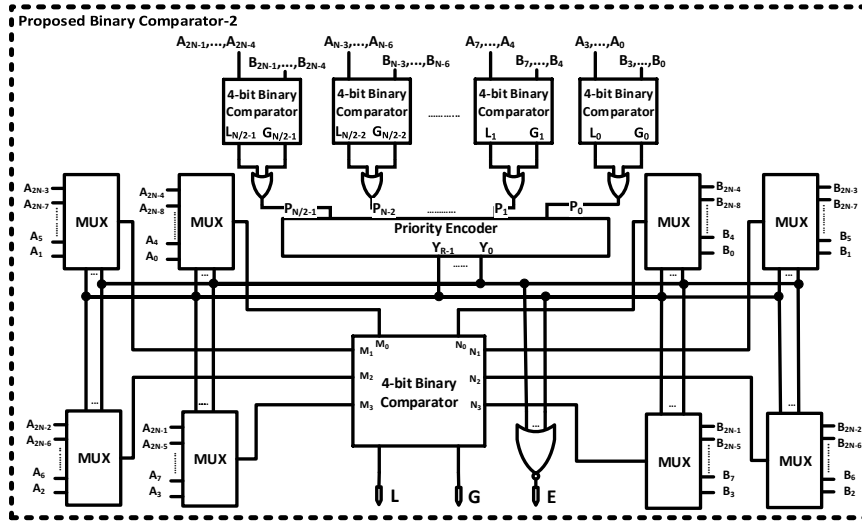 Proposed Binary Comparator-2
A2N-1,...,A2N-4
AN-3,...,AN-6
A7,...,A4
A3,...,A0
B2N-1,...,B2N-4
BN-3,...,BN-6
B7,...,B4
B3,...,B0
4-bit Binary Comparator
LN/2-1 GN/2-1
4-bit Binary Comparator
LN/2-2 GN/2-2
4-bit Binary Comparator
L1 G1
4-bit Binary Comparator
L0 G0
PN/2-1
PN-2
P1
P0
Priority Encoder
YR-1 Y0
A2N-3
A2N-7
A5
A1
MUX
A2N-4
A2N-8
A4
A0
MUX
MUX
B2N-4
B2N-8
B4
B0
MUX
B2N-3
B2N-7
B5
B1
M0
N0
M1
N1
M2
N2
M3
N3
4-bit Binary
Comparator
A2N-2
A2N-6
A6
A2
MUX
A2N-1
A2N-5
A7
A3
MUX
MUX
B2N-1
B2N-5
B7
B3
MUX
B2N-2
B2N-6
B6
B2
L
G
E